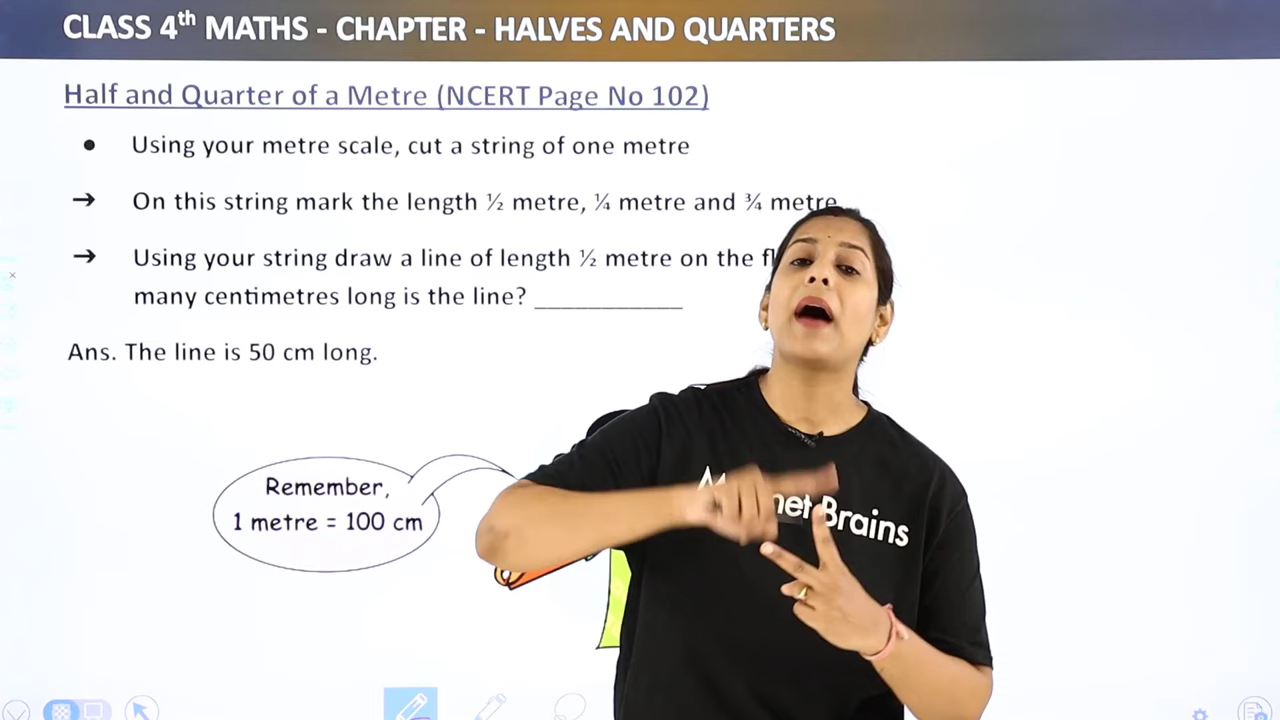 CLASS 4th MATHS - CHAPTER - HALVES AND QUARTERS
Half and Quarter of a Metre (NCERT Page No 102)
● Using your metre scale, cut a string of one metre
➔ On this string mark the length ½ metre, ¼ metre and ¾ metre
➔ Using your string draw a line of length ½ metre on the
many centimetres long is the line? ____________
Ans. The line is 50 cm long.
Remember,
1 metre = 100 cm
Brains